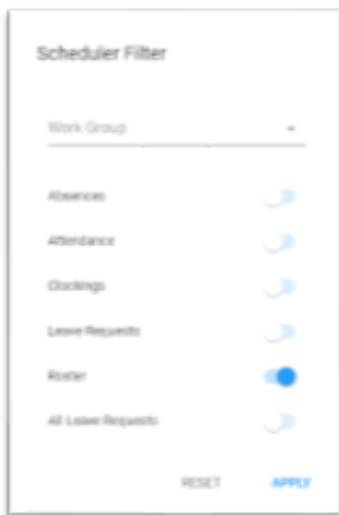 Scheduler Filter
Work Group
Absences
Attendance
Clockings
Leave Requests
Roster
All Leave Requests
RESET APPLY